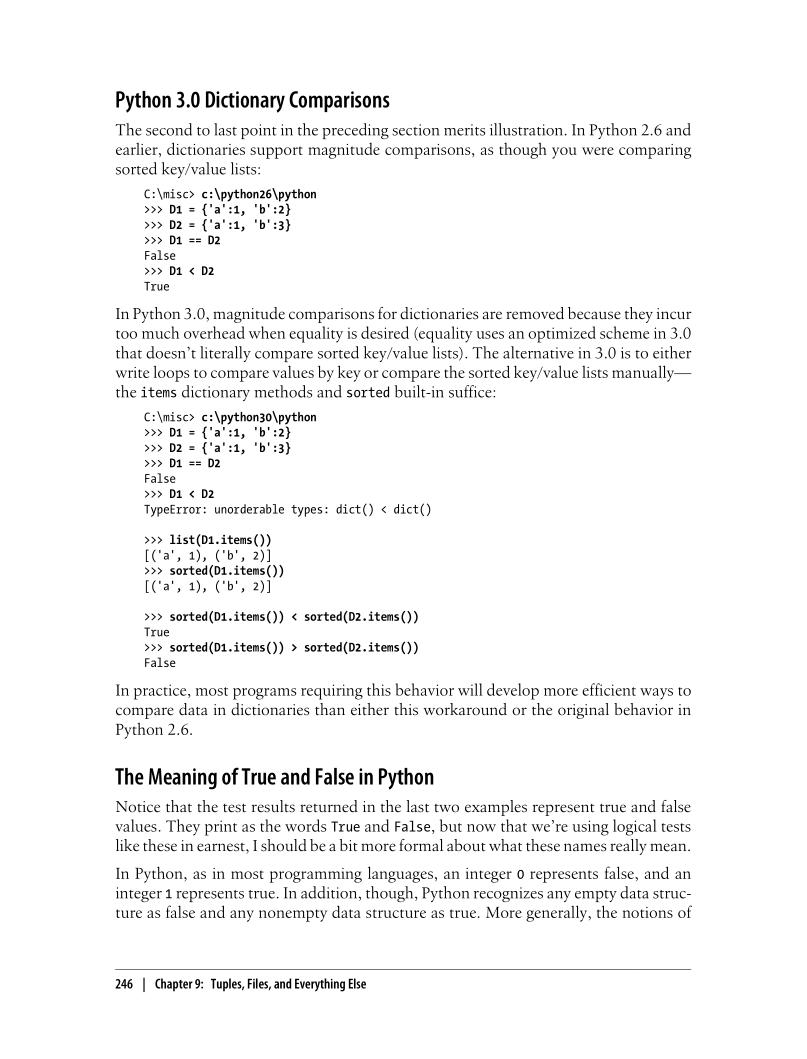 Python 3.0 Dictionary Comparisons
The second to last point in the preceding section merits illustration. In Python 2.6 and
earlier, dictionaries support magnitude comparisons, as though you were comparing
sorted key/value lists:
C:\misc> c:\python26\python
>>> D1 = {'a':1, 'b':2}
>>> D2 = {'a':1, 'b':3}
>>> D1 == D2
False
>>> D1 < D2
True
In Python 3.0, magnitude comparisons for dictionaries are removed because they incur
too much overhead when equality is desired (equality uses an optimized scheme in 3.0
that doesn’t literally compare sorted key/value lists). The alternative in 3.0 is to either
write loops to compare values by key or compare the sorted key/value lists manually—
the items dictionary methods and sorted built-in suffice:
C:\misc> c:\python30\python
>>> D1 = {'a':1, 'b':2}
>>> D2 = {'a':1, 'b':3}
>>> D1 == D2
False
>>> D1 < D2
TypeError: unorderable types: dict() < dict()
>>> list(D1.items())
[('a', 1), ('b', 2)]
>>> sorted(D1.items())
[('a', 1), ('b', 2)]
>>> sorted(D1.items()) < sorted(D2.items())
True
>>> sorted(D1.items()) > sorted(D2.items())
False
In practice, most programs requiring this behavior will develop more efficient ways to
compare data in dictionaries than either this workaround or the original behavior in
Python 2.6.
The Meaning of True and False in Python
Notice that the test results returned in the last two examples represent true and false
values. They print as the words True and False, but now that we’re using logical tests
like these in earnest, I should be a bit more formal about what these names really mean.
In Python, as in most programming languages, an integer 0 represents false, and an
integer 1 represents true. In addition, though, Python recognizes any empty data struc-
ture as false and any nonempty data structure as true. More generally, the notions of
246 | Chapter 9: Tuples, Files, and Everything Else